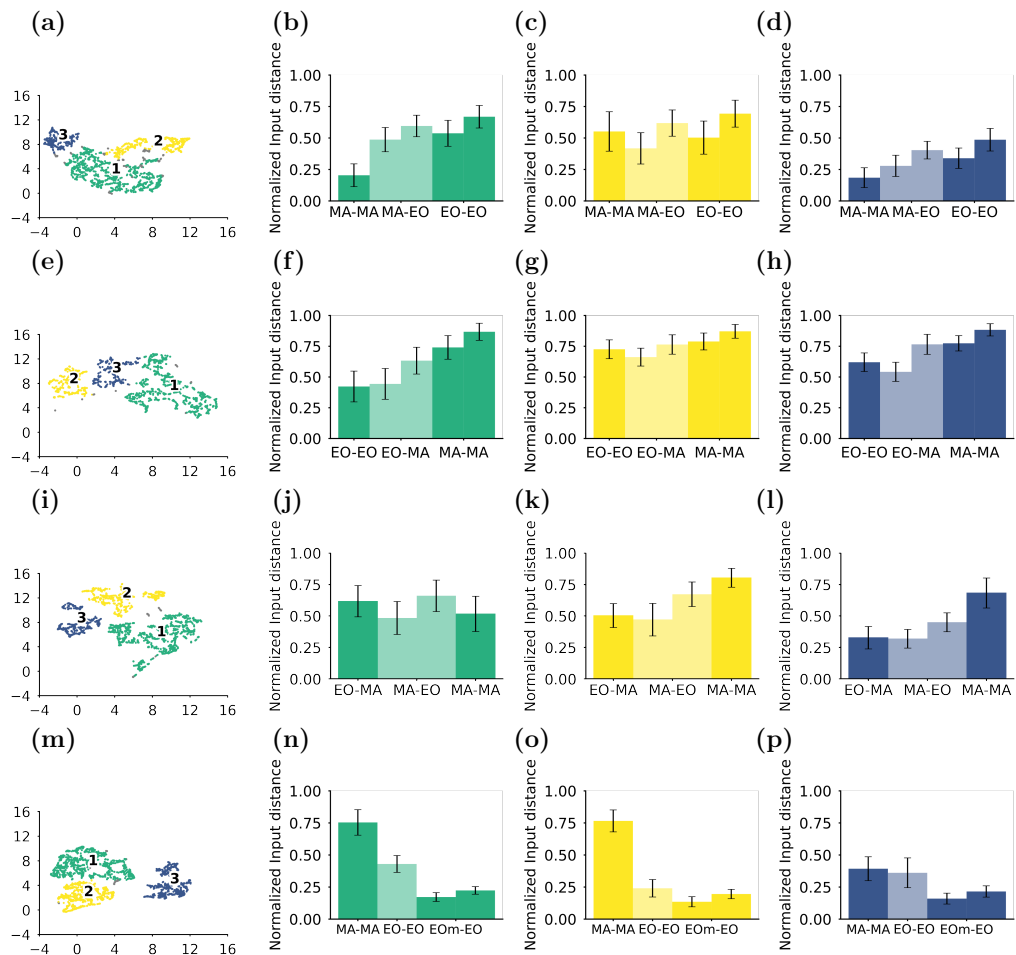 (a)
16
12
8
4
0
−4
−4 0 4 8 12 16
3
2
1
(b)
Normalized Input distance
1.00
0.75
0.50
0.25
0.00
MA-MA MA-EO EO-EO
(c)
Normalized Input distance
1.00
0.75
0.50
0.25
0.00
MA-MA MA-EO EO-EO
(d)
Normalized Input distance
1.00
0.75
0.50
0.25
0.00
MA-MA MA-EO EO-EO
(e)
16
12
8
4
0
−4
−4 0 4 8 12 16
3
2
1
(f)
Normalized Input distance
1.00
0.75
0.50
0.25
0.00
EO-EO EO-MA MA-MA
(g)
Normalized Input distance
1.00
0.75
0.50
0.25
0.00
EO-EO EO-MA MA-MA
(h)
Normalized Input distance
1.00
0.75
0.50
0.25
0.00
EO-EO EO-MA MA-MA
(i)
16
12
8
4
0
−4
−4 0 4 8 12 16
2
3
1
(j)
Normalized Input distance
1.00
0.75
0.50
0.25
0.00
EO-MA MA-EO MA-MA
(k)
Normalized Input distance
1.00
0.75
0.50
0.25
0.00
EO-MA MA-EO MA-MA
(l)
Normalized Input distance
1.00
0.75
0.50
0.25
0.00
EO-MA MA-EO MA-MA
(m)
16
12
8
4
0
−4
−4 0 4 8 12 16
1
3
2
(n)
Normalized Input distance
1.00
0.75
0.50
0.25
0.00
MA-MA EO-EO EOm-EO
(o)
Normalized Input distance
1.00
0.75
0.50
0.25
0.00
MA-MA EO-EO EOm-EO
(p)
Normalized Input distance
1.00
0.75
0.50
0.25
0.00
MA-MA EO-EO EOm-EO